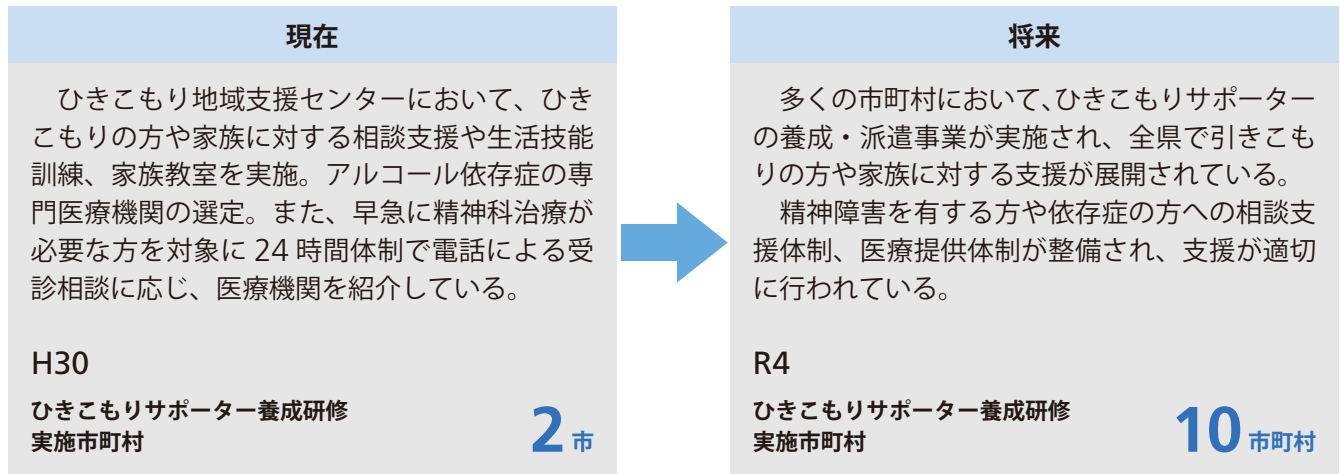 現在
ひきこもり地域支援センターにおいて、ひき
こもりの方や家族に対する相談支援や生活技能
訓練、家族教室を実施。アルコール依存症の専
門医療機関の選定。また、早急に精神科治療が
必要な方を対象に 24 時間体制で電話による受
診相談に応じ、医療機関を紹介している。
H30
ひきこもりサポーター養成研修
実施市町村
2 市
将来
多くの市町村において、ひきこもりサポーター
の養成・派遣事業が実施され、全県で引きこも
りの方や家族に対する支援が展開されている。
精神障害を有する方や依存症の方への相談支
援体制、医療提供体制が整備され、支援が適切
に行われている。
R4
ひきこもりサポーター養成研修
実施市町村
10 市町村